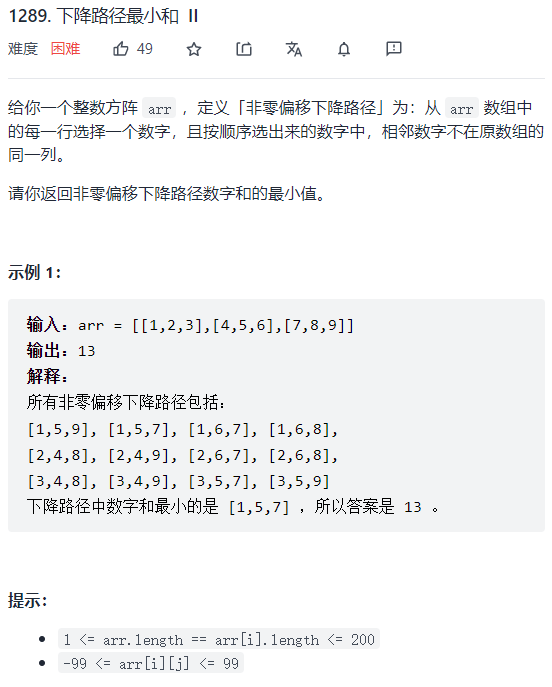 1289. 下降路径最小和 II
难度 困难 49
给你一个整数方阵 arr ，定义「非零偏移下降路径」为：从 arr 数组中
的每一行选择一个数字，且按顺序选出来的数字中，相邻数字不在原数组的
同一列。
请你返回非零偏移下降路径数字和的最小值。
示例 1：
输入：arr = [[1,2,3],[4,5,6],[7,8,9]]
输出：13
解释：
所有非零偏移下降路径包括：
[1,5,9], [1,5,7], [1,6,7], [1,6,8],
[2,4,8], [2,4,9], [2,6,7], [2,6,8],
[3,4,8], [3,4,9], [3,5,7], [3,5,9]
下降路径中数字和最小的是 [1,5,7] ，所以答案是 13 。
提示：
• 1 <= arr.length == arr[i].length <= 200
• -99 <= arr[i][j] <= 99